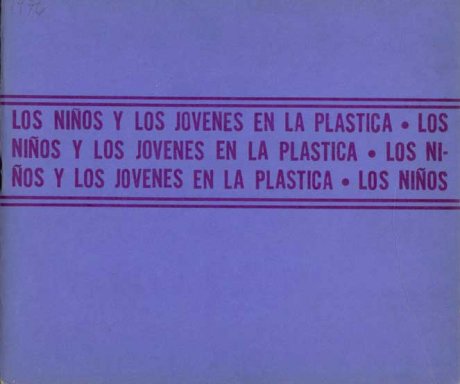 LOS NIÑOS Y LOS JOVENES EN LA PLASTICA • LOS
NIÑOS Y LOS JOVENES EN LA PLASTICA • LOS NI-
ÑOS Y LOS JOVENES EN LA PLASTICA • LOS NIÑOS